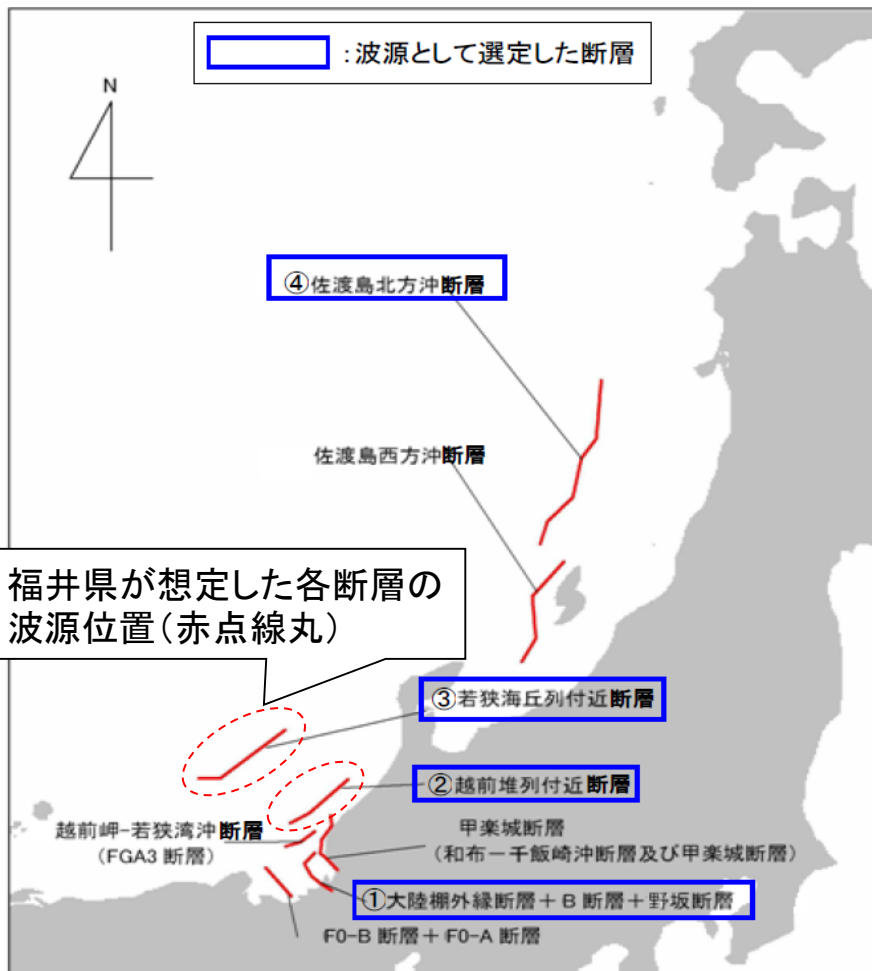 ：波源として選定した断層
N
④佐渡島北方沖断層
佐渡島西方沖断層
福井県が想定した各断層の
波源位置(赤点線丸)
③若狭海丘列付近断層
②越前堆列付近断層
越前岬-若狭湾沖断層
(FGA3 断層)
甲楽城断層
(和布－干飯崎沖断層及び甲楽城断層)
①大陸棚外縁断層＋B 断層＋野坂断層
FO-B 断層＋FO-A 断層